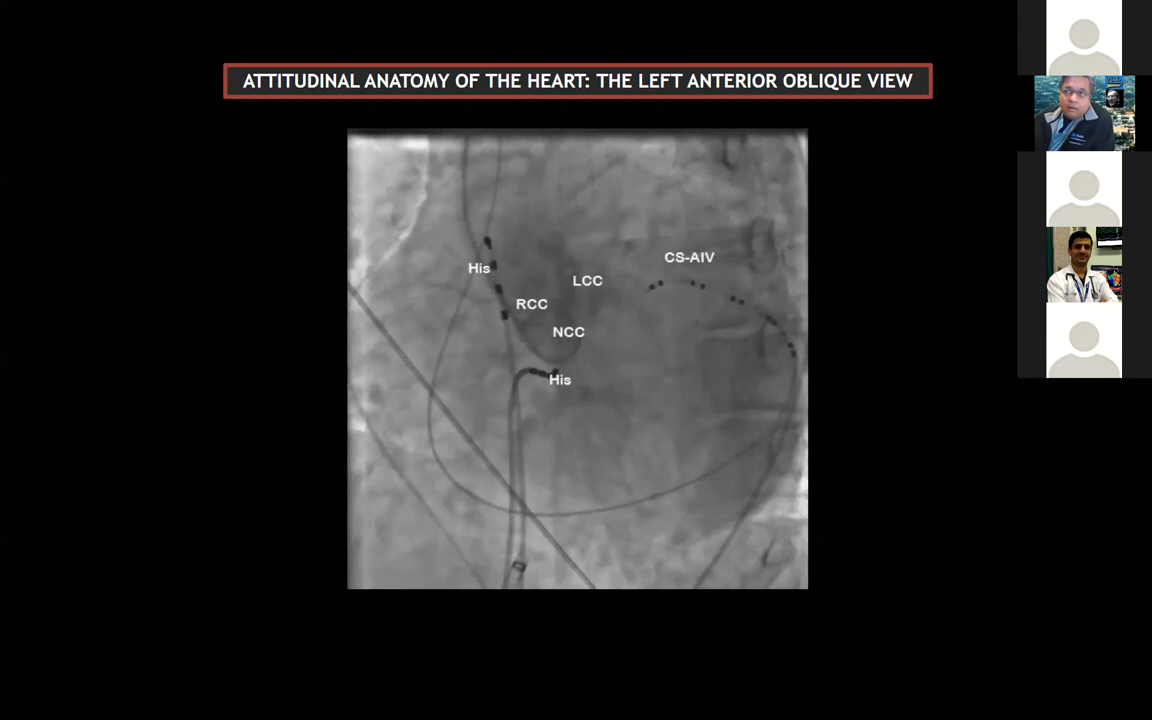 ATTITUDINAL ANATOMY OF THE HEART: THE LEFT ANTERIOR OBLIQUE VIEW
CS-AIV
His
LCC
RCC
NCC
His